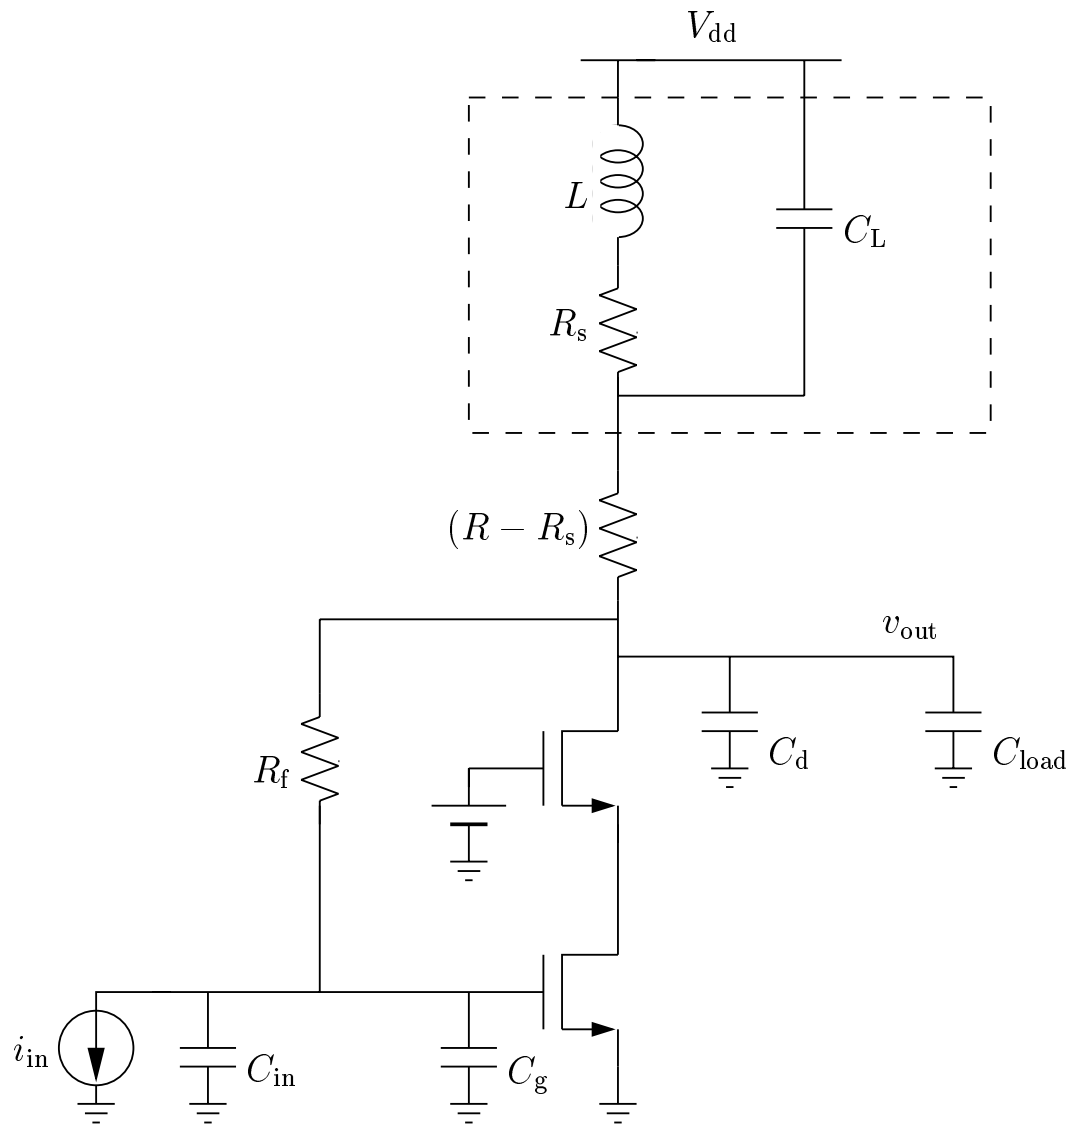 V_dd
L
C_L
R_s
(R − R_s)
v_out
R_f
C_d
C_load
i_in
C_in
C_g